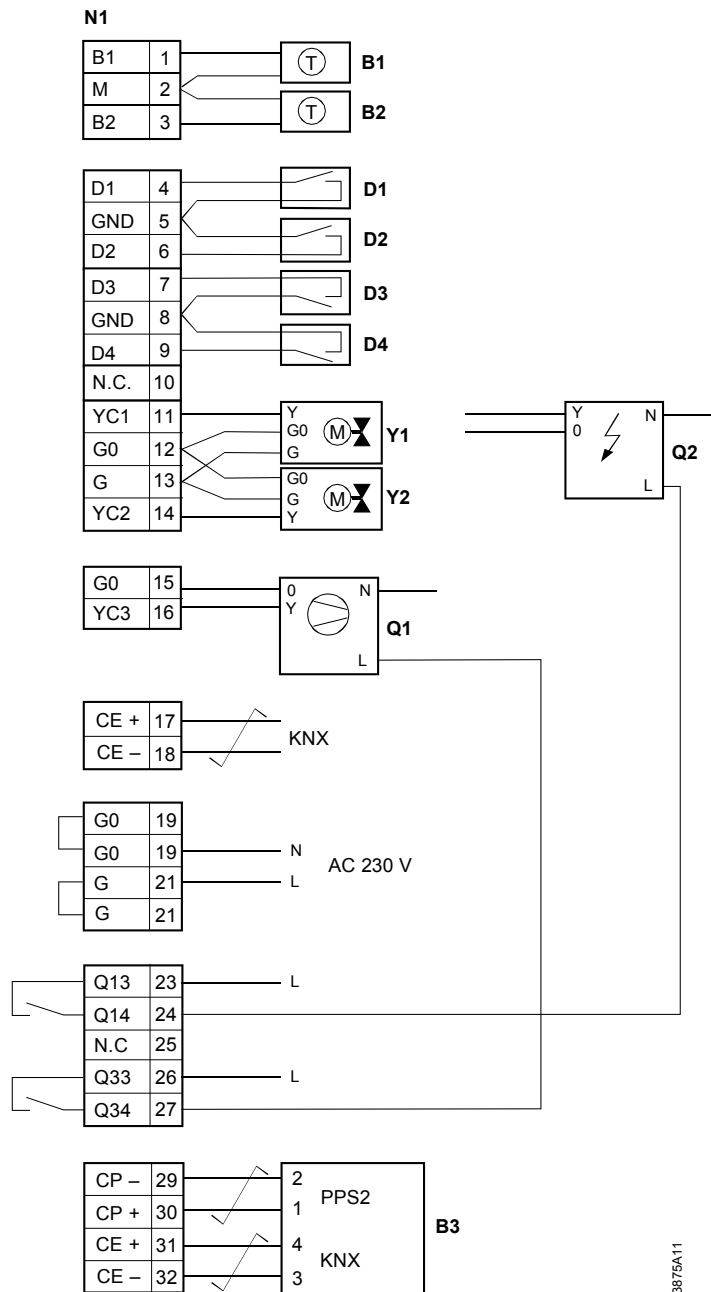 N1
B1 1 T B1
M 2
B2 3 T B2
D1 4 D1
GND 5
D2 6 D2
D3 7 D3
GND 8
D4 9 D4
N.C. 10
YC1 11 Y
G0 12 G0 M Y1
G 13 G
YC2 14 G0
G M Y2
Y
Y N
0
Q2
L
G0 15 0 N
YC3 16 Y
Q1
L
CE + 17
KNX
CE – 18
G0 19
G0 19 N
AC 230 V
G 21 L
G 21
Q13 23 L
Q14 24
N.C 25
Q33 26 L
Q34 27
CP – 29 2
PPS2
CP + 30 1
B3
CE + 31 4
KNX
CE – 32 3
3875A11